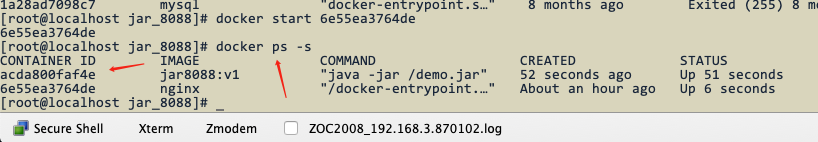 1a28ad7098c7        mysql               "docker-entrypoint.s…"   8 months ago        Exited (255) 8 mo
[root@localhost jar_8088]# docker start 6e55ea3764de
6e55ea3764de
[root@localhost jar_8088]# docker ps -s
CONTAINER ID        IMAGE               COMMAND                  CREATED             STATUS
acda800faf4e        jar8088:v1          "java -jar /demo.jar"    52 seconds ago      Up 51 seconds
6e55ea3764de        nginx               "/docker-entrypoint.…"   About an hour ago   Up 6 seconds
[root@localhost jar_8088]# _
Secure Shell Xterm Zmodem ZOC2008_192.168.3.870102.log